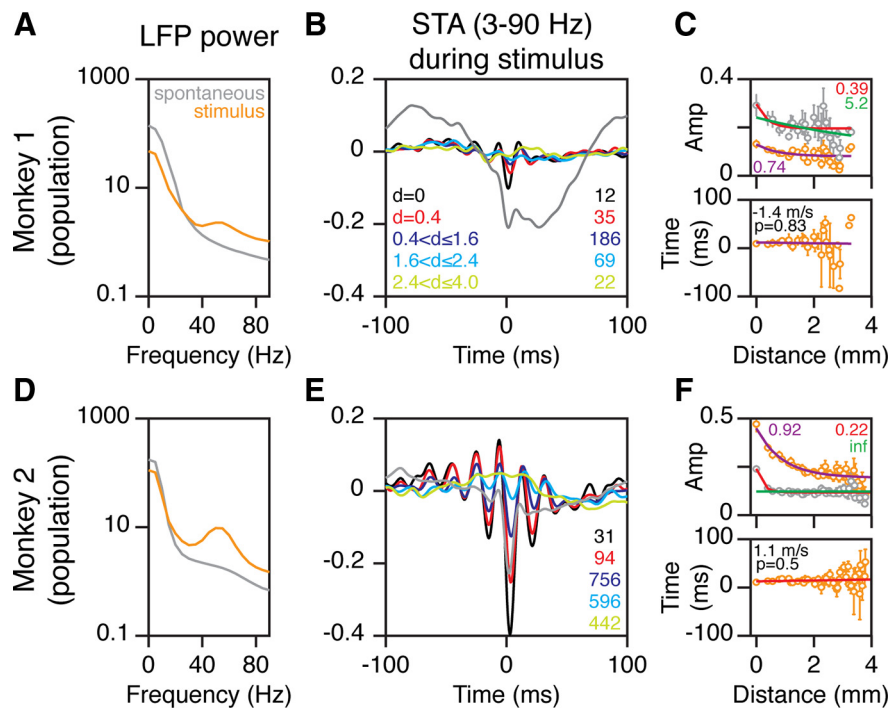 A
LFP power
B
STA (3-90 Hz)
during stimulus
C
Monkey 1
(population)
1000
10
0.1
spontaneous
stimulus
0
40
80
Frequency (Hz)
0.2
0
-0.2
-0.4
d=0
12
d=0.4
35
0.4<d≤1.6
186
1.6<d≤2.4
69
2.4<d≤4.0
22
-100
0
100
Time (ms)
Amp
0.4
0
0.39
5.2
0.74
Time
(ms)
100
0
-100
-1.4 m/s
p=0.83
0
2
4
Distance (mm)
D
E
F
Monkey 2
(population)
1000
10
0.1
0
40
80
Frequency (Hz)
0.2
0
-0.2
-0.4
31
94
756
596
442
-100
0
100
Time (ms)
Amp
0.5
0
0.92
0.22
inf
Time
(ms)
100
0
-100
1.1 m/s
p=0.5
0
2
4
Distance (mm)